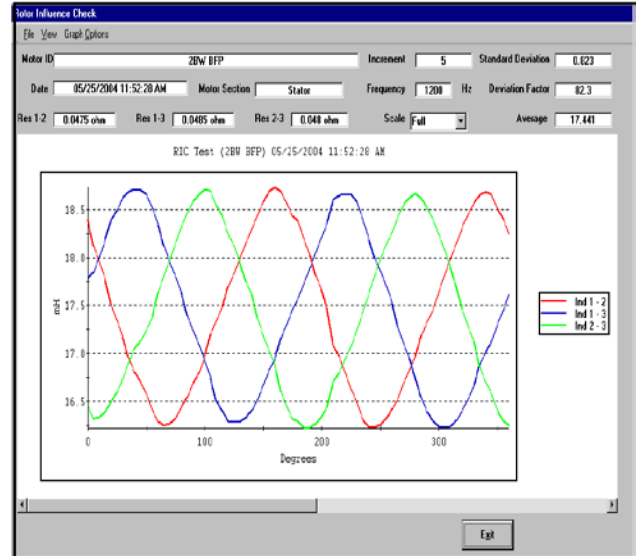 Rotor Influence Check
File View Graph Options
Motor ID 2BW BFP Increment 5 Standard Deviation 0.823
Date 05/25/2004 11:52:28 AM Motor Section Stator Frequency 1200 Hz Deviation Factor 82.3
Res 1-2 0.0475 ohm Res 1-3 0.0485 ohm Res 2-3 0.048 ohm Scale Full Average 17.441
RIC Test (2BW BFP) 05/25/2004 11:52:28 AM
18.5
18.0
17.5
17.0
16.5
mH
0 100 200 300
Degrees
Ind 1 - 2
Ind 1 - 3
Ind 2 - 3
Exit